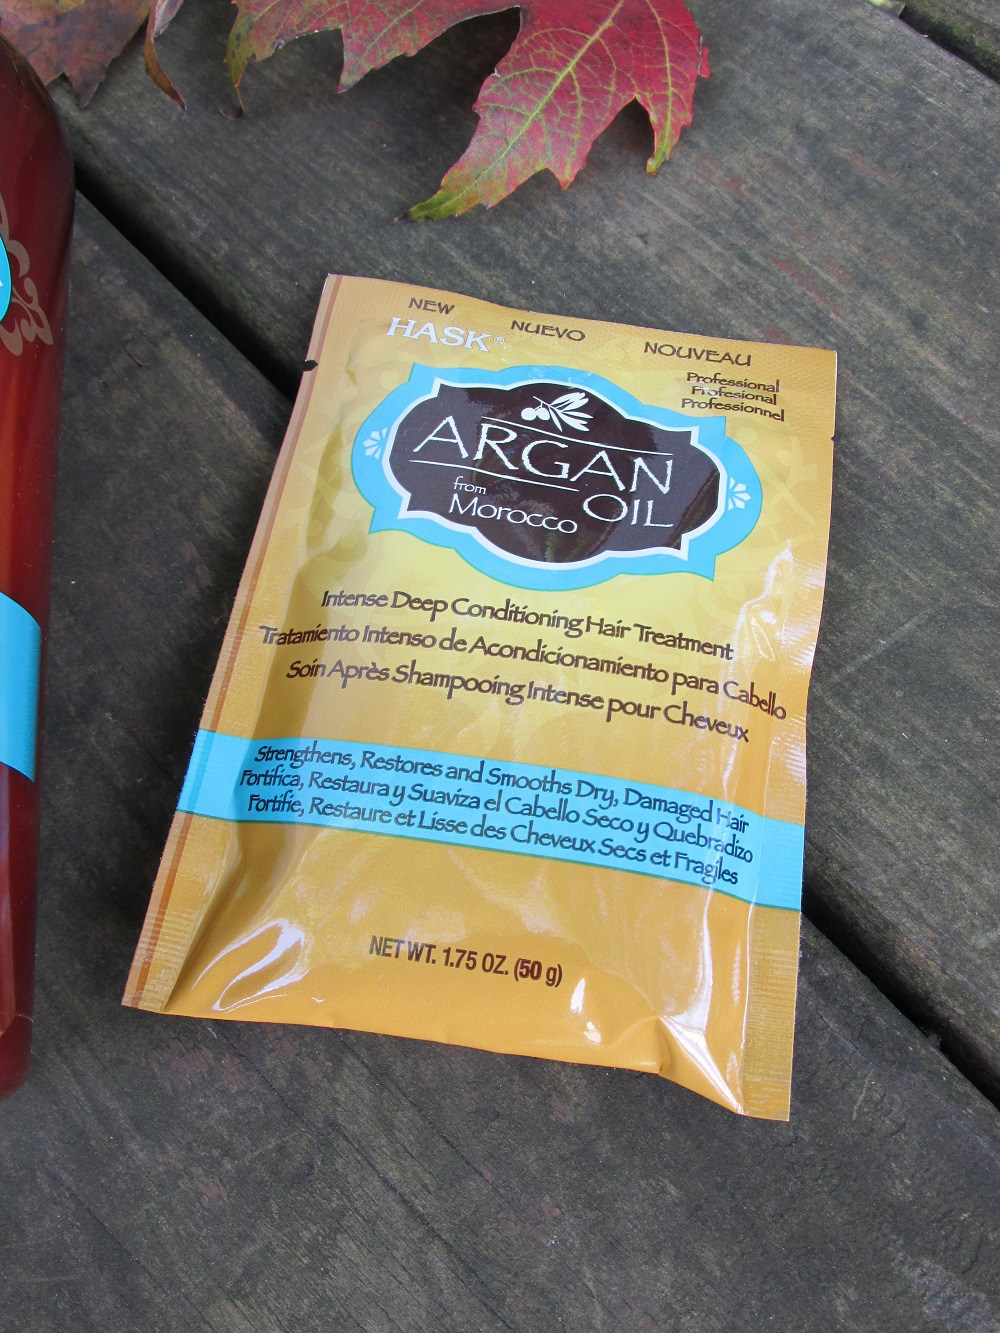 NEW NUEVO NOUVEAU
HASK®
Professional
Profesional
Professionnel
ARGAN
from OIL
Morocco
Intense Deep Conditioning Hair Treatment
Tratamiento Intenso de Acondicionamiento para Cabello
Soin Après Shampooing Intense pour Cheveux
Strengthens, Restores and Smooths Dry, Damaged Hair
Fortifica, Restaura y Suaviza el Cabello Seco y Quebradizo
Fortifie, Restaure et Lisse des Cheveux Secs et Fragiles
NET WT. 1.75 OZ. (50 g)